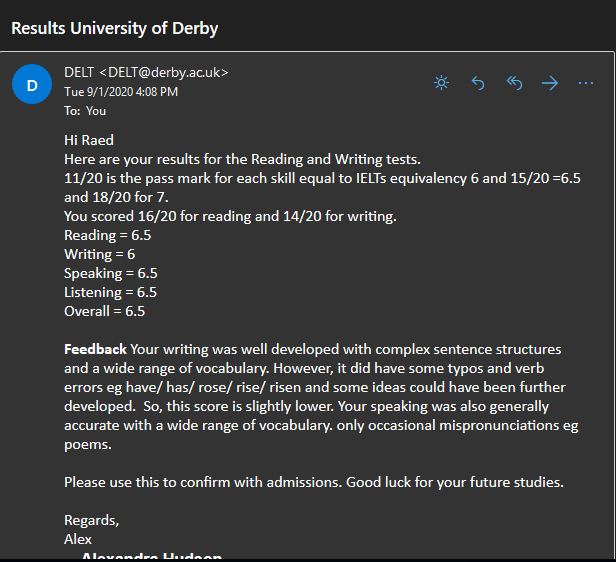 Results University of Derby
D
DELT <DELT@derby.ac.uk>
Tue 9/1/2020 4:08 PM
To: You
Hi Raed
Here are your results for the Reading and Writing tests.
11/20 is the pass mark for each skill equal to IELTs equivalency 6 and 15/20 =6.5
and 18/20 for 7.
You scored 16/20 for reading and 14/20 for writing.
Reading = 6.5
Writing = 6
Speaking = 6.5
Listening = 6.5
Overall = 6.5
Feedback Your writing was well developed with complex sentence structures
and a wide range of vocabulary. However, it did have some typos and verb
errors eg have/ has/ rose/ rise/ risen and some ideas could have been further
developed.  So, this score is slightly lower. Your speaking was also generally
accurate with a wide range of vocabulary. only occasional mispronunciations eg
poems.
Please use this to confirm with admissions. Good luck for your future studies.
Regards,
Alex
Alexandra Hudson